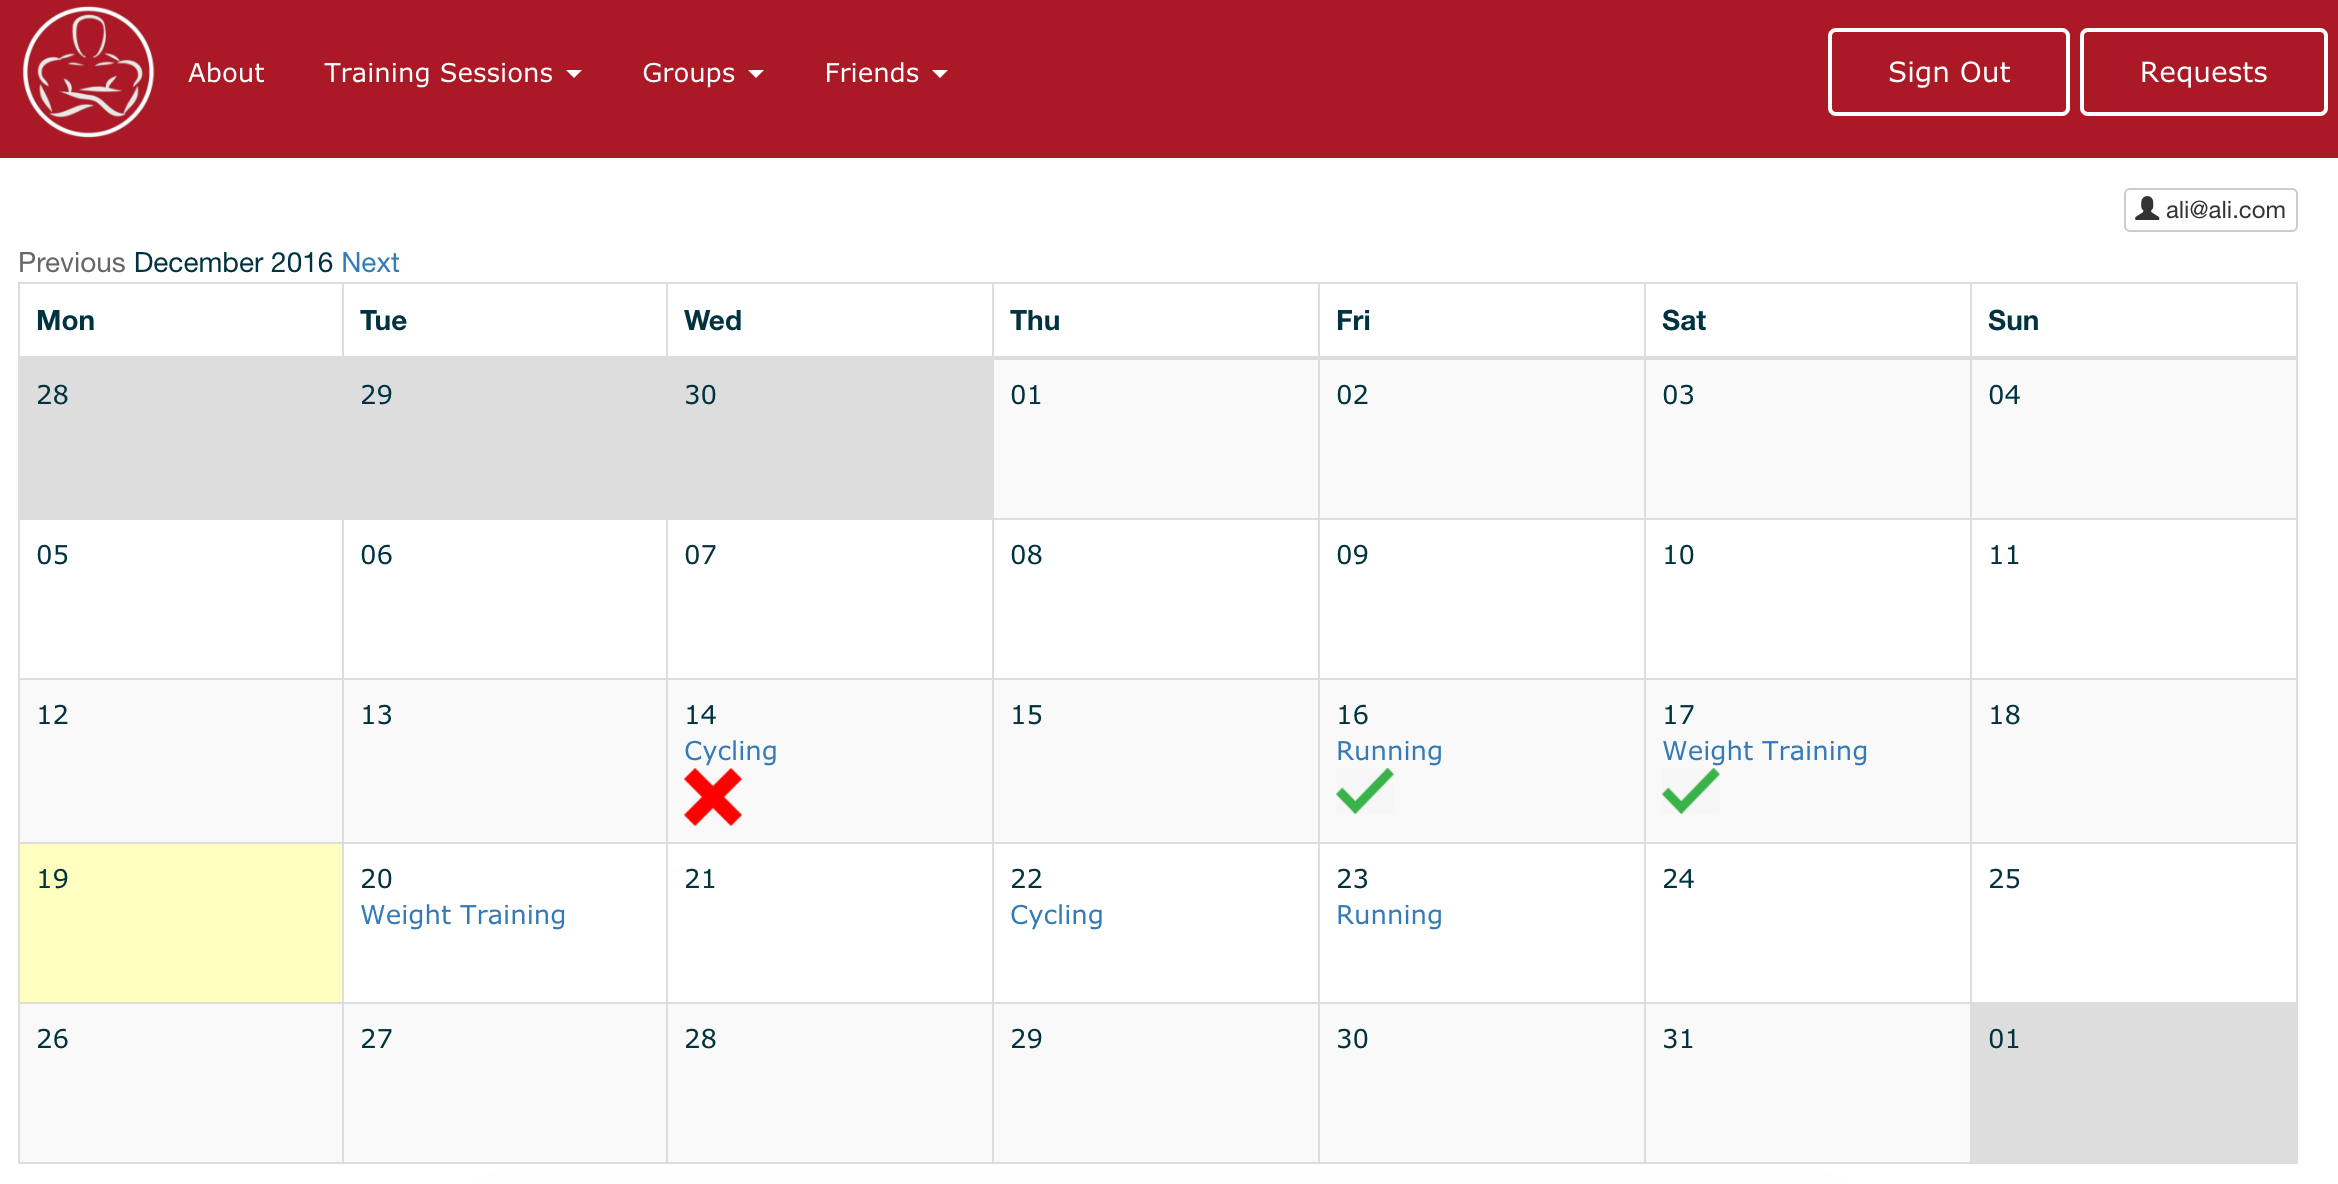 About Training Sessions Groups Friends Sign Out Requests
ali@ali.com
Previous December 2016 Next
Mon Tue Wed Thu Fri Sat Sun
28 29 30 01 02 03 04
05 06 07 08 09 10 11
12 13 14 15 16 17 18
Cycling Running Weight Training
19 20 21 22 23 24 25
Weight Training Cycling Running
26 27 28 29 30 31 01